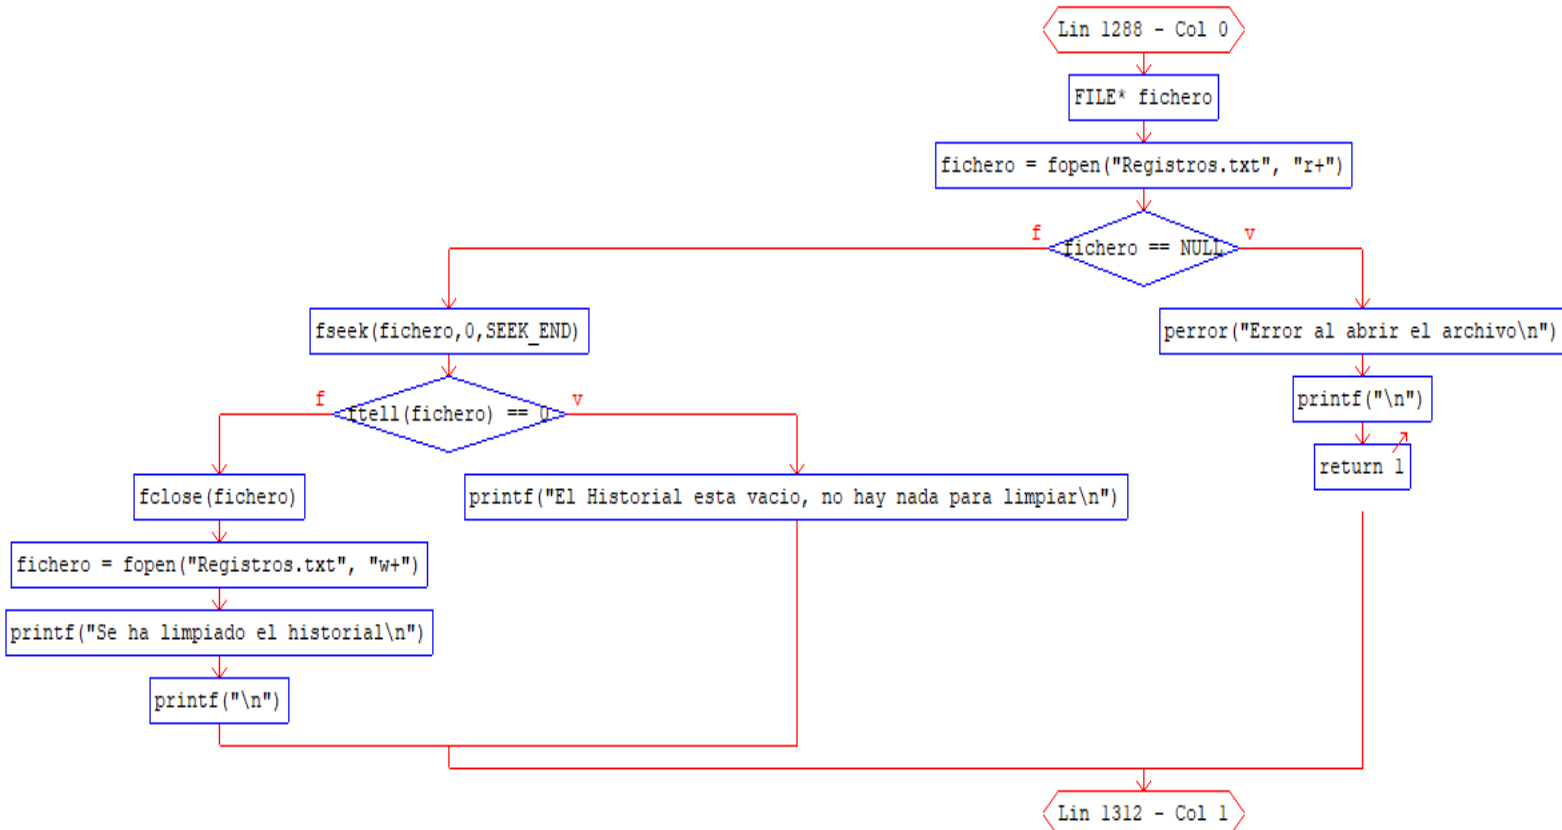 Lin 1288 - Col 0
FILE* fichero
fichero = fopen("Registros.txt", "r+")
f
fichero == NULL
v
fseek(fichero,0,SEEK_END)
perror("Error al abrir el archivo\n")
f
ftell(fichero) == 0
v
printf("\n")
return 1
fclose(fichero)
printf("El Historial esta vacio, no hay nada para limpiar\n")
fichero = fopen("Registros.txt", "w+")
printf("Se ha limpiado el historial\n")
printf("\n")
Lin 1312 - Col 1